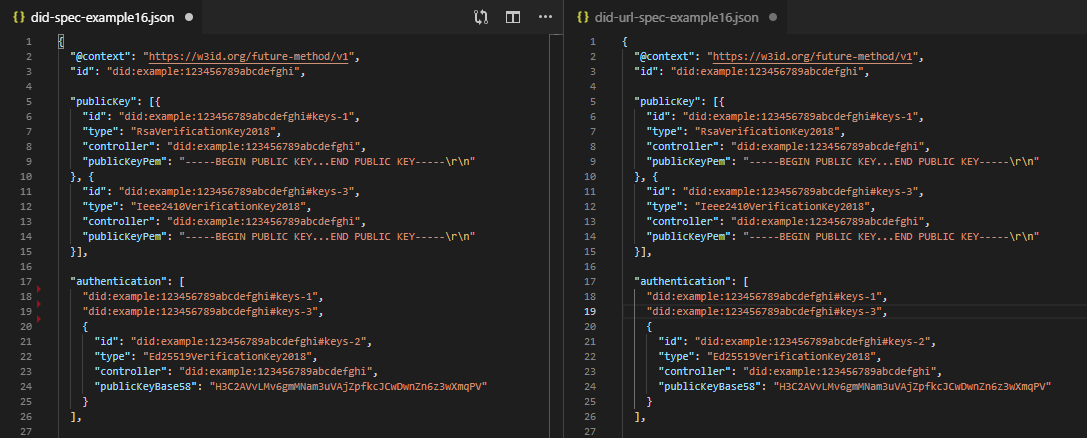 {} did-spec-example16.json ● ···
1 {
2 "@context": "https://w3id.org/future-method/v1",
3 "id": "did:example:123456789abcdefghi",
4
5 "publicKey": [{
6 "id": "did:example:123456789abcdefghi#keys-1",
7 "type": "RsaVerificationKey2018",
8 "controller": "did:example:123456789abcdefghi",
9 "publicKeyPem": "-----BEGIN PUBLIC KEY...END PUBLIC KEY-----\r\n"
10 }, {
11 "id": "did:example:123456789abcdefghi#keys-3",
12 "type": "Ieee2410VerificationKey2018",
13 "controller": "did:example:123456789abcdefghi",
14 "publicKeyPem": "-----BEGIN PUBLIC KEY...END PUBLIC KEY-----\r\n"
15 }],
16
17 "authentication": [
18 "did:example:123456789abcdefghi#keys-1",
19 "did:example:123456789abcdefghi#keys-3",
20 {
21 "id": "did:example:123456789abcdefghi#keys-2",
22 "type": "Ed25519VerificationKey2018",
23 "controller": "did:example:123456789abcdefghi",
24 "publicKeyBase58": "H3C2AVvLMv6gmMNam3uVAjZpfkcJCwDwnZn6z3wXmqPV"
25 }
26 ],
27
{} did-url-spec-example16.json ●
1 {
2 "@context": "https://w3id.org/future-method/v1",
3 "id": "did:example:123456789abcdefghi",
4
5 "publicKey": [{
6 "id": "did:example:123456789abcdefghi#keys-1",
7 "type": "RsaVerificationKey2018",
8 "controller": "did:example:123456789abcdefghi",
9 "publicKeyPem": "-----BEGIN PUBLIC KEY...END PUBLIC KEY-----\r\n"
10 }, {
11 "id": "did:example:123456789abcdefghi#keys-3",
12 "type": "Ieee2410VerificationKey2018",
13 "controller": "did:example:123456789abcdefghi",
14 "publicKeyPem": "-----BEGIN PUBLIC KEY...END PUBLIC KEY-----\r\n"
15 }],
16
17 "authentication": [
18 "did:example:123456789abcdefghi#keys-1",
19 "did:example:123456789abcdefghi#keys-3",
20 {
21 "id": "did:example:123456789abcdefghi#keys-2",
22 "type": "Ed25519VerificationKey2018",
23 "controller": "did:example:123456789abcdefghi",
24 "publicKeyBase58": "H3C2AVvLMv6gmMNam3uVAjZpfkcJCwDwnZn6z3wXmqPV"
25 }
26 ],
27